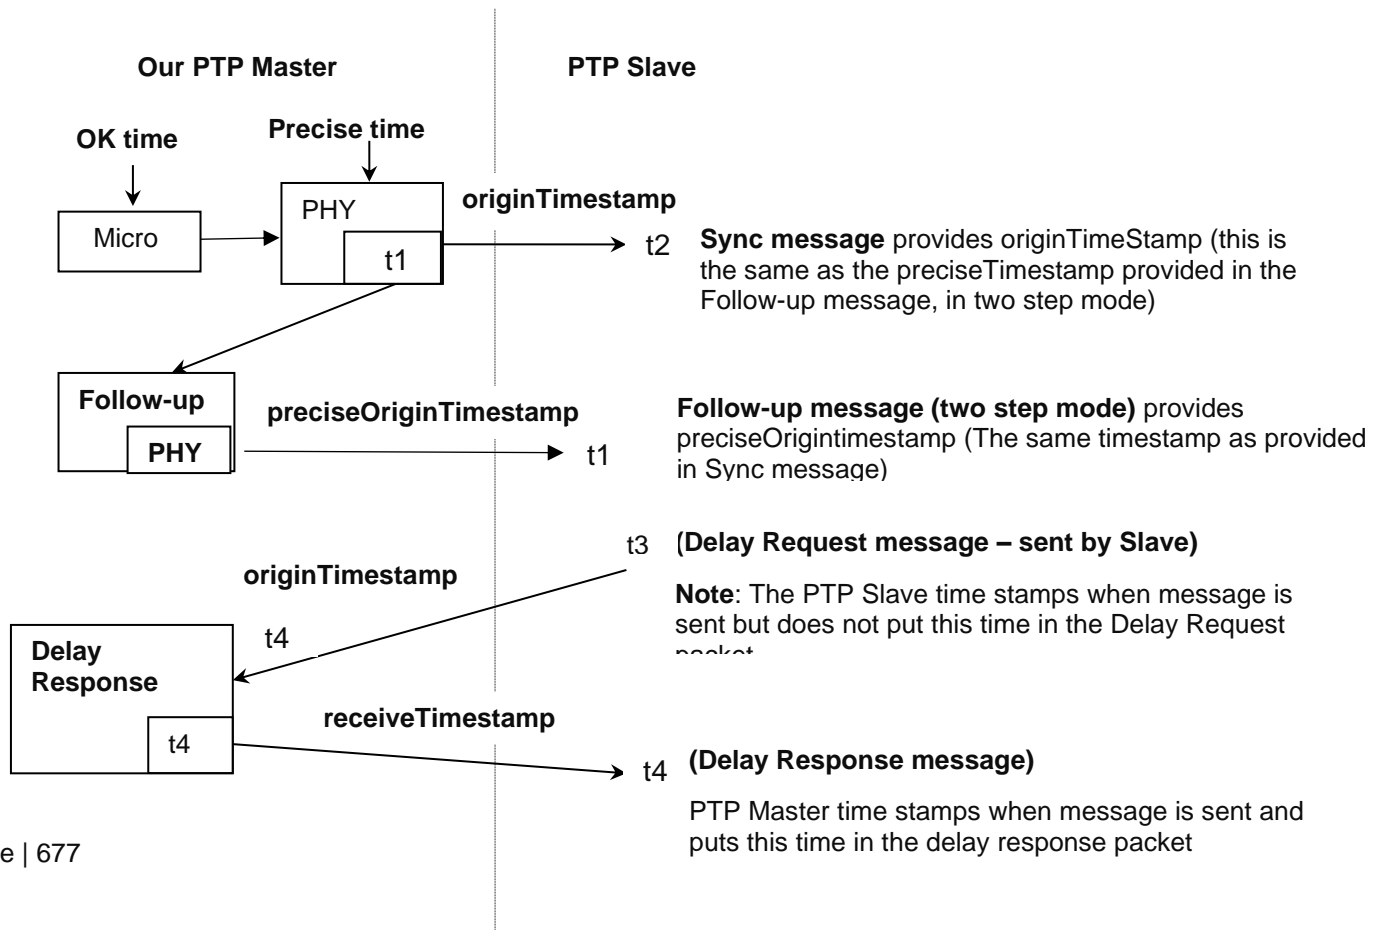 Our PTP Master
PTP Slave
OK time
Precise time
Micro
PHY
t1
originTimestamp
t2
Sync message provides originTimeStamp (this is
the same as the preciseTimestamp provided in the
Follow-up message, in two step mode)
Follow-up
PHY
preciseOriginTimestamp
t1
Follow-up message (two step mode) provides
preciseOrigintimestamp (The same timestamp as provided
in Sync message)
t3
(Delay Request message – sent by Slave)
originTimestamp
Note: The PTP Slave time stamps when message is
sent but does not put this time in the Delay Request
t4
Delay
Response
t4
receiveTimestamp
t4
(Delay Response message)
PTP Master time stamps when message is sent and
puts this time in the delay response packet
e | 677